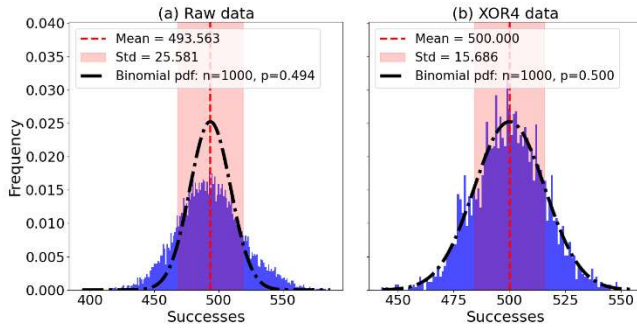 (a) Raw data
Mean = 493.563
Std = 25.581
Binomial pdf: n=1000, p=0.494
Frequency
0.040
0.035
0.030
0.025
0.020
0.015
0.010
0.005
0.000
400
450
500
550
Successes
(b) XOR4 data
Mean = 500.000
Std = 15.686
Binomial pdf: n=1000, p=0.500
450
475
500
525
550
Successes